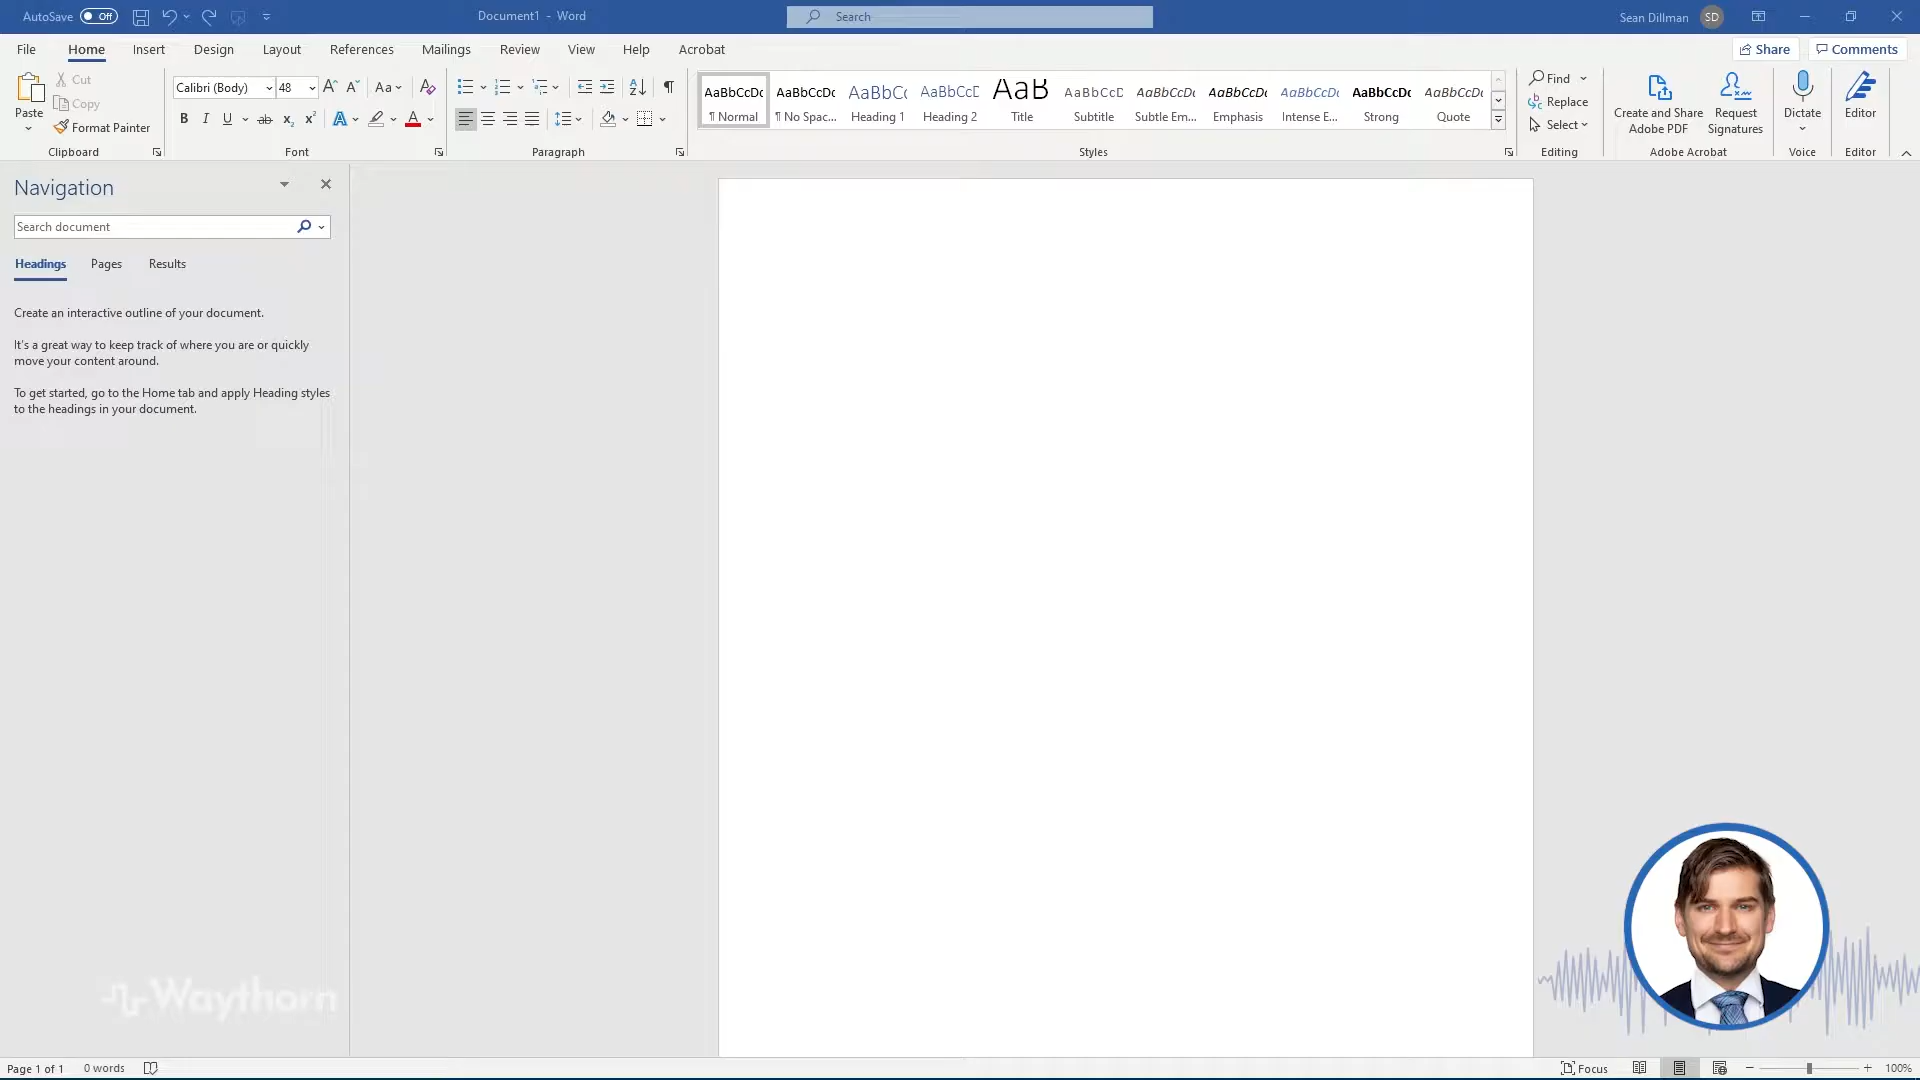 AutoSave Off
Document1 - Word
Search
Sean Dillman SD
File Home Insert Design Layout References Mailings Review View Help Acrobat
Share Comments
Paste
Cut
Copy
Format Painter
Clipboard
Calibri (Body) 48
Font
Paragraph
AaBbCcDc AaBbCcDc AaBbC( AaBbCcD AaB AaBbCcD AaBbCcDc AaBbCcDc AaBbCcDc AaBbCcDc AaBbCcDc
¶ Normal ¶ No Spac... Heading 1 Heading 2 Title Subtitle Subtle Em... Emphasis Intense E... Strong Quote
Styles
Find
Replace
Select
Editing
Create and Share
Adobe PDF
Request
Signatures
Adobe Acrobat
Dictate
Voice
Editor
Editor
Navigation
Search document
Headings Pages Results
Create an interactive outline of your document.
It's a great way to keep track of where you are or quickly
move your content around.
To get started, go to the Home tab and apply Heading styles
to the headings in your document.
Waythorn
Page 1 of 1 0 words
Focus
100%